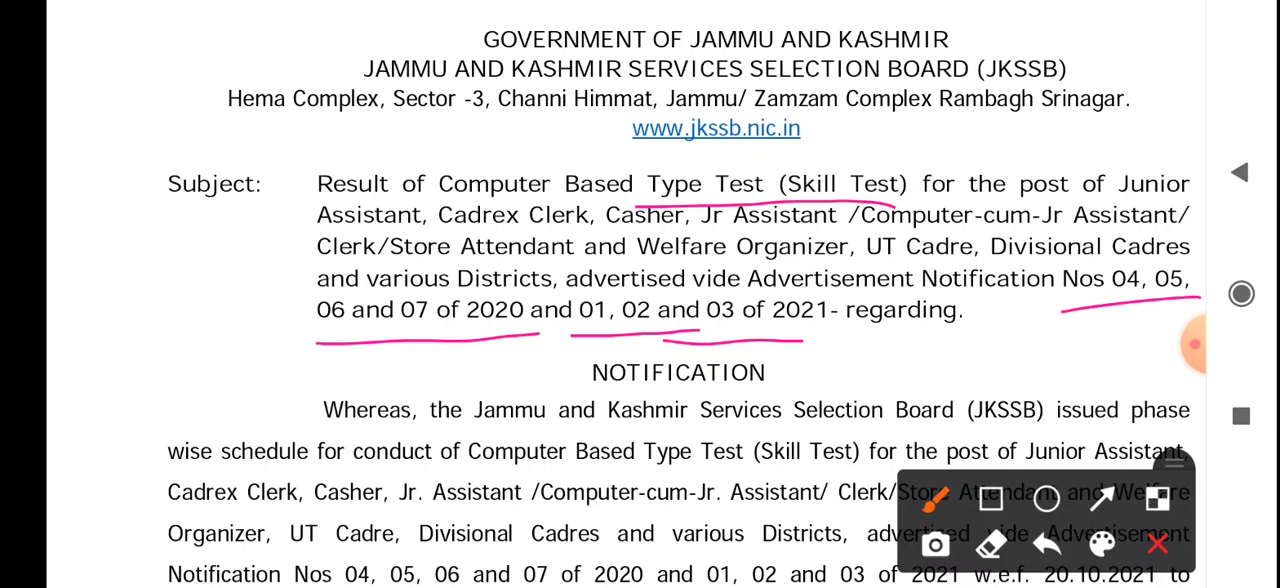 GOVERNMENT OF JAMMU AND KASHMIR
JAMMU AND KASHMIR SERVICES SELECTION BOARD (JKSSB)
Hema Complex, Sector -3, Channi Himmat, Jammu/ Zamzam Complex Rambagh Srinagar.
www.jkssb.nic.in
Subject: Result of Computer Based Type Test (Skill Test) for the post of Junior
Assistant, Cadrex Clerk, Casher, Jr Assistant /Computer-cum-Jr Assistant/
Clerk/Store Attendant and Welfare Organizer, UT Cadre, Divisional Cadres
and various Districts, advertised vide Advertisement Notification Nos 04, 05,
06 and 07 of 2020 and 01, 02 and 03 of 2021- regarding.
NOTIFICATION
Whereas, the Jammu and Kashmir Services Selection Board (JKSSB) issued phase
wise schedule for conduct of Computer Based Type Test (Skill Test) for the post of Junior Assistant,
Cadrex Clerk, Casher, Jr. Assistant /Computer-cum-Jr. Assistant/ Clerk/Store Attendant and Welfare
Organizer, UT Cadre, Divisional Cadres and various Districts, advertised vide Advertisement
Notification Nos 04, 05, 06 and 07 of 2020 and 01, 02 and 03 of 2021 w.e.f. 20.10.2021 to